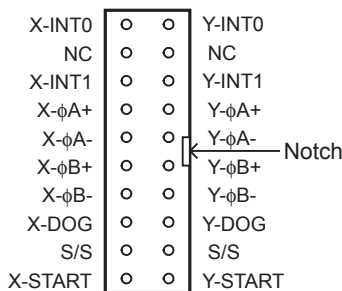 X-INT0 Y-INT0
NC NC
X-INT1 Y-INT1
X-ϕA+ Y-ϕA+
X-ϕA- Y-ϕA-
Notch
X-ϕB+ Y-ϕB+
X-ϕB- Y-ϕB-
X-DOG Y-DOG
S/S S/S
X-START Y-START